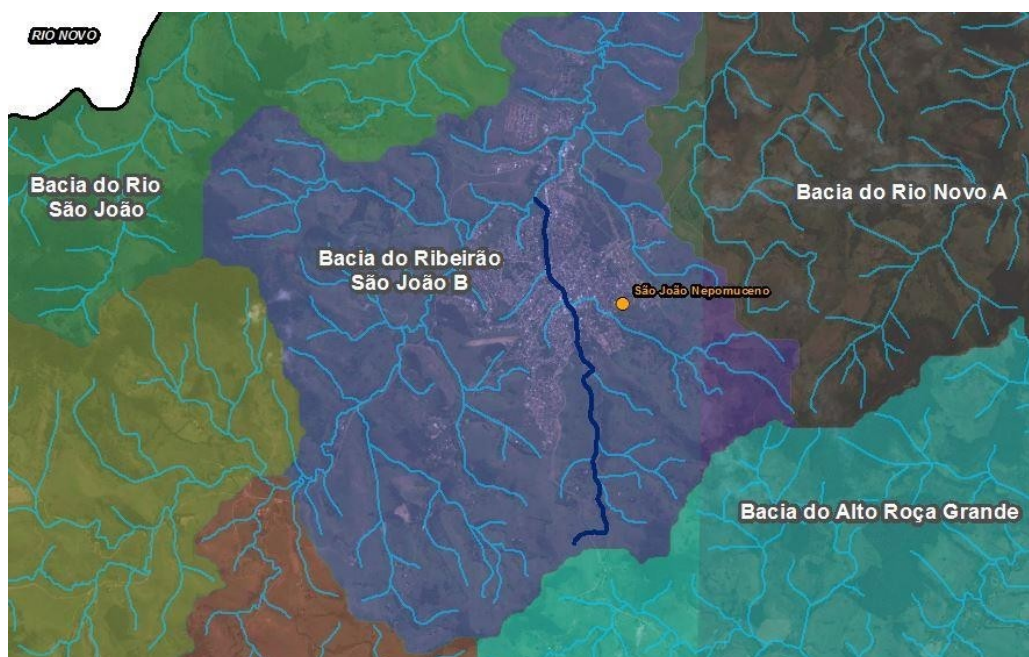 RIO NOVO
Bacia do Rio
São João
Bacia do Rio Novo A
Bacia do Ribeirão
São João B
São João Nepomuceno
Bacia do Alto Roça Grande